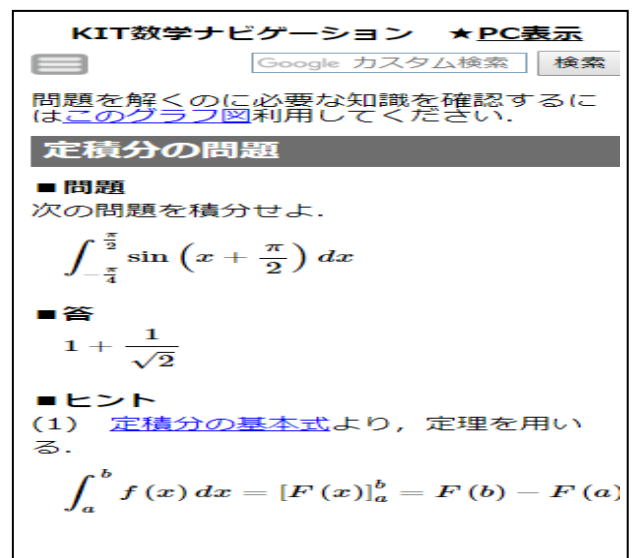 KIT数学ナビゲーション ★PC表示
Google カスタム検索 検索
問題を解くのに必要な知識を確認するに
はこのグラフ図利用してください.
定積分の問題
■問題
次の問題を積分せよ.
∫_{-π/4}^{π/2} sin (x + π/2) dx
■答
1 + 1/√2
■ヒント
(1) 定積分の基本式より, 定理を用い
る.
∫_a^b f (x) dx = [F (x)]_a^b = F (b) − F (a)